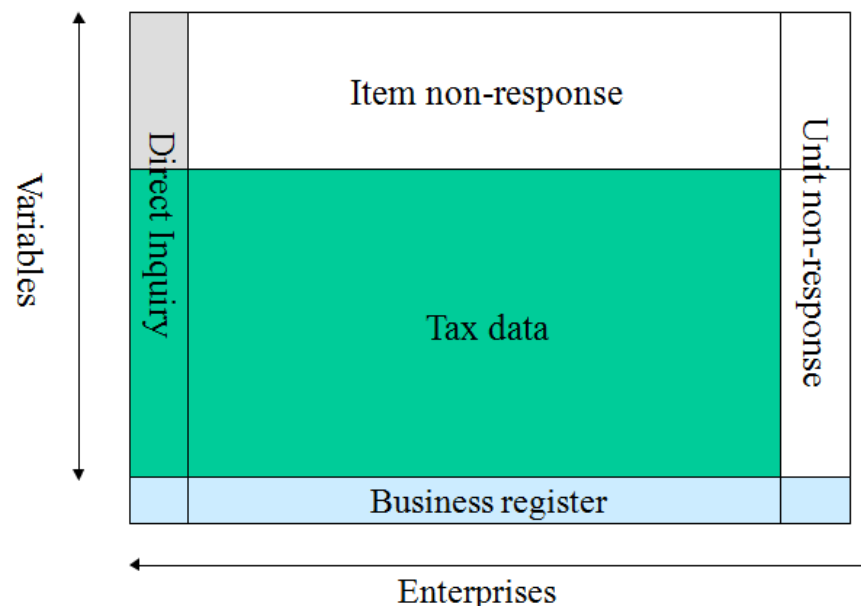 Item non-response
Direct Inquiry
Unit non-response
Variables
Tax data
Business register
Enterprises